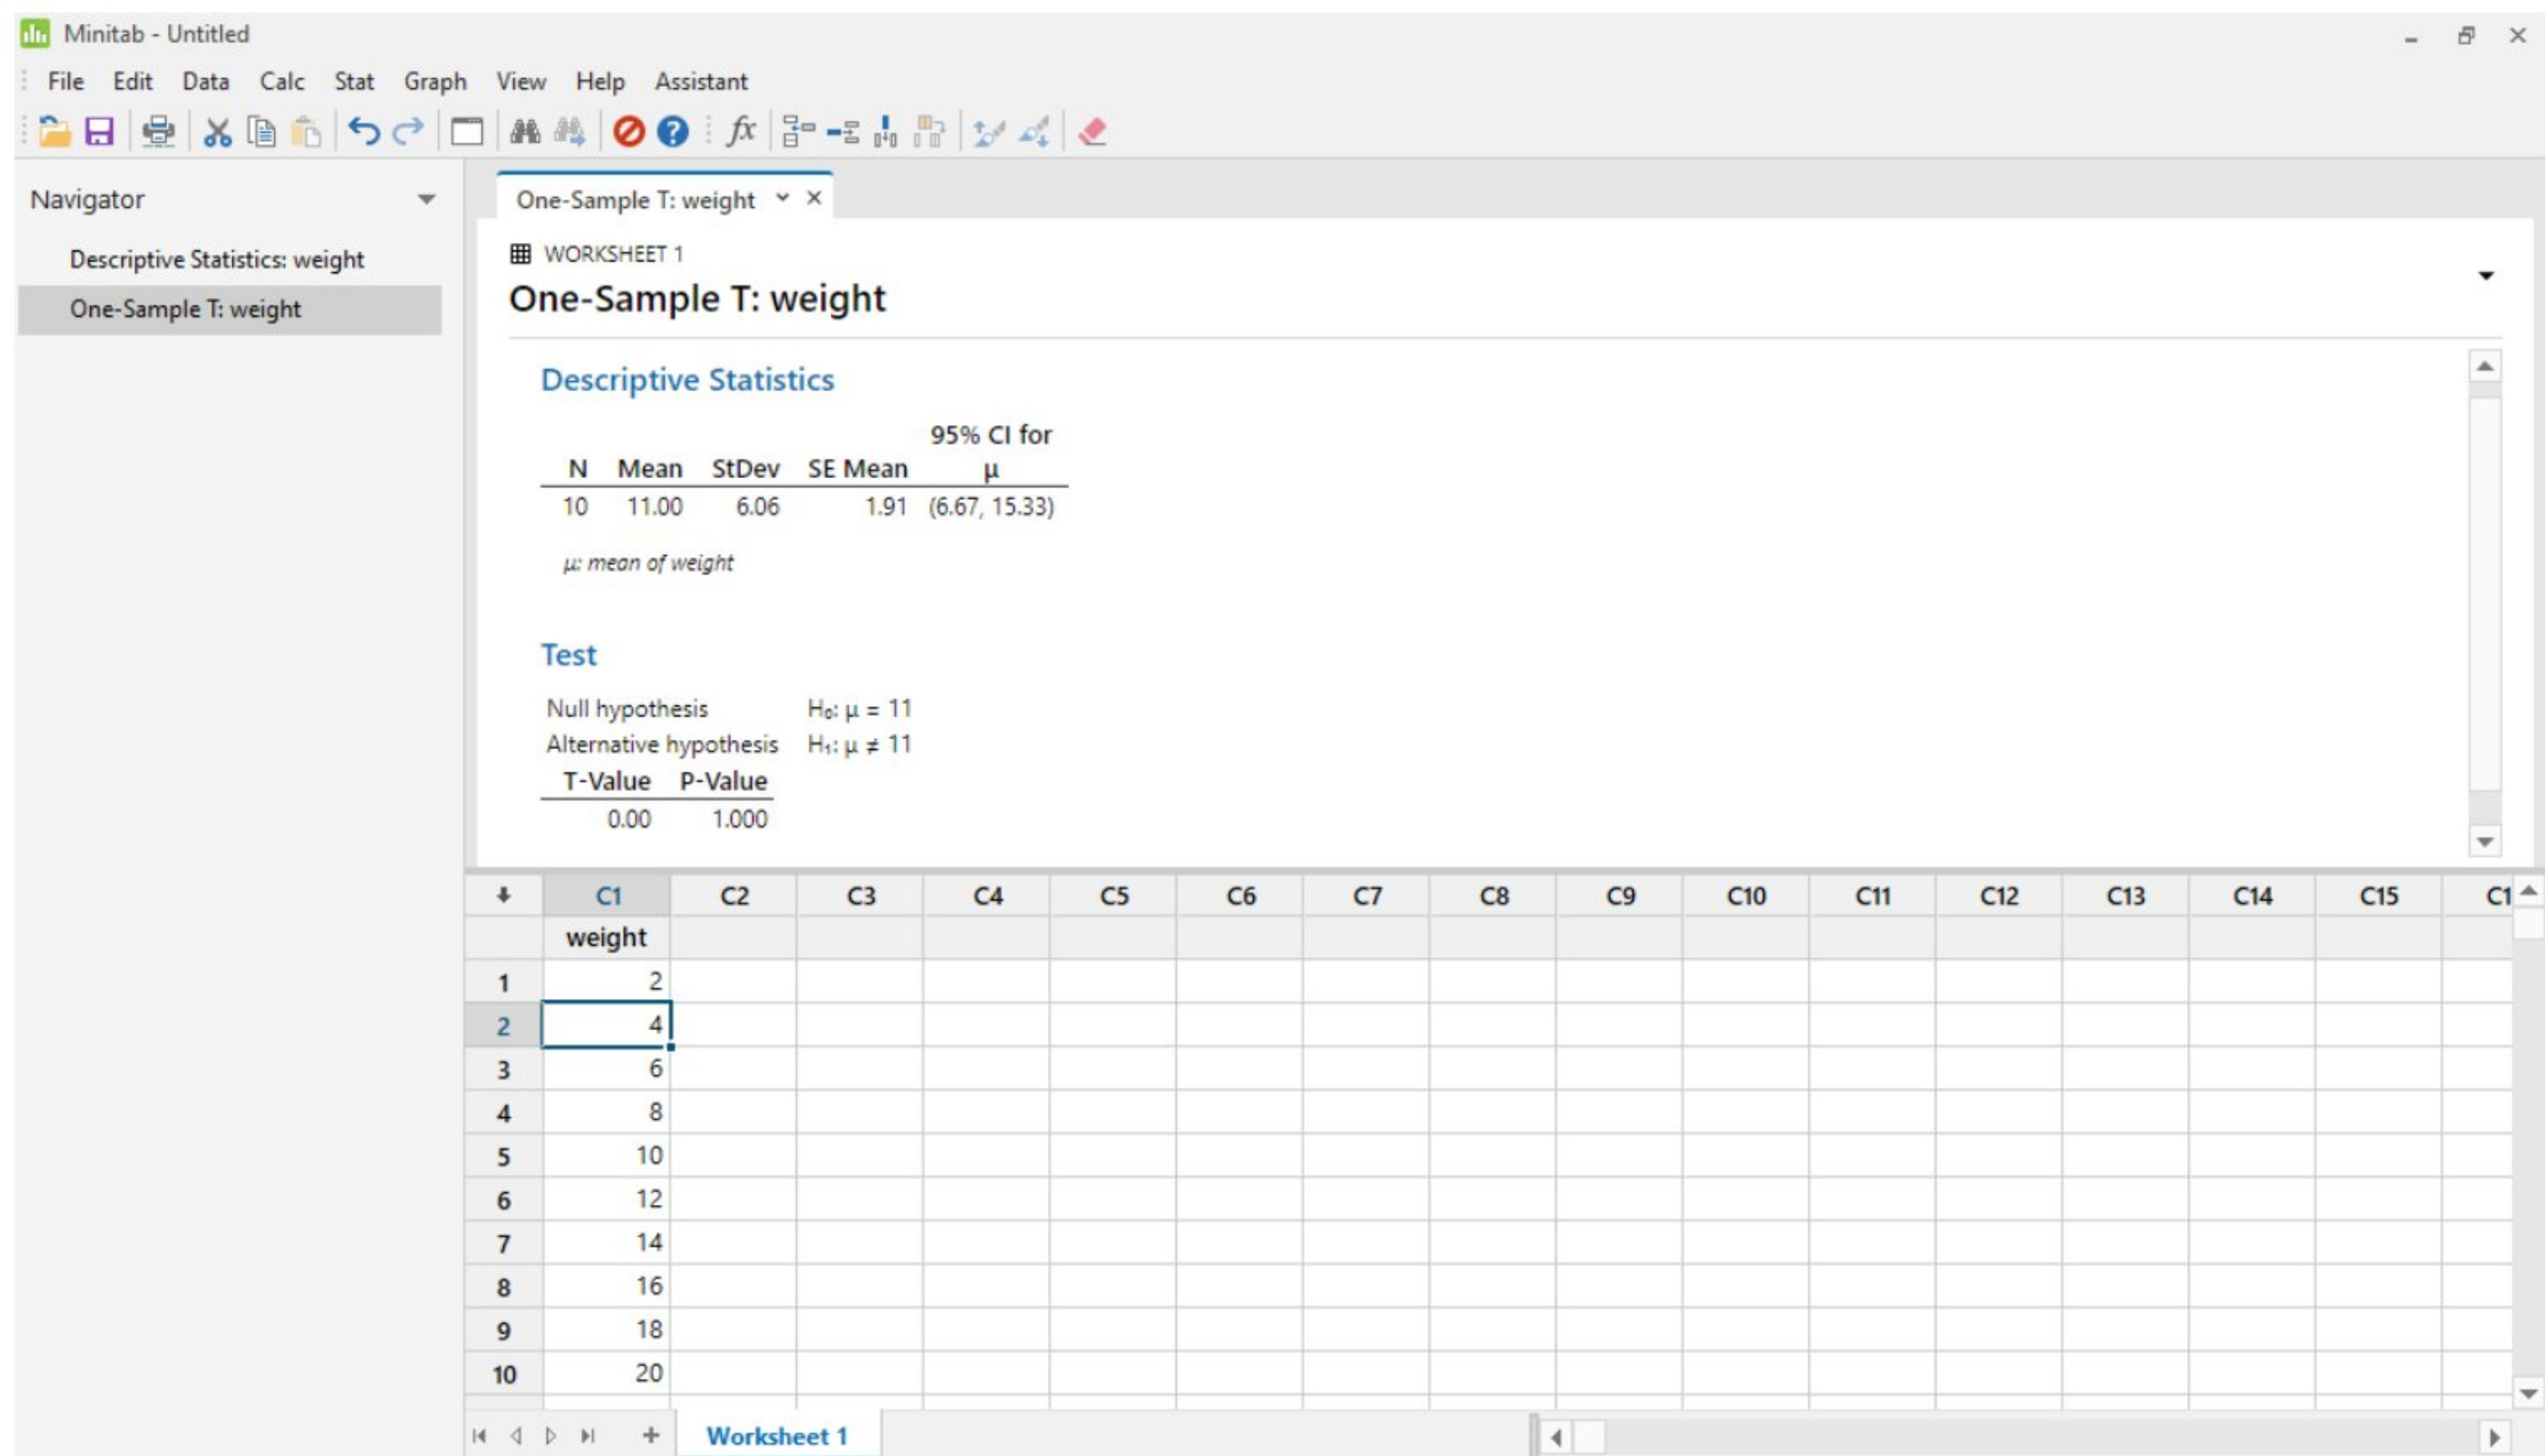 Minitab - Untitled
File Edit Data Calc Stat Graph View Help Assistant
fx
Navigator
Descriptive Statistics: weight
One-Sample T: weight
One-Sample T: weight
WORKSHEET 1
One-Sample T: weight
Descriptive Statistics
95% CI for
N Mean StDev SE Mean μ
10 11.00 6.06 1.91 (6.67, 15.33)
μ: mean of weight
Test
Null hypothesis H₀: μ = 11
Alternative hypothesis H₁: μ ≠ 11
T-Value P-Value
0.00 1.000
C1 C2 C3 C4 C5 C6 C7 C8 C9 C10 C11 C12 C13 C14 C15 C1
weight
1 2
2 4
3 6
4 8
5 10
6 12
7 14
8 16
9 18
10 20
+ Worksheet 1